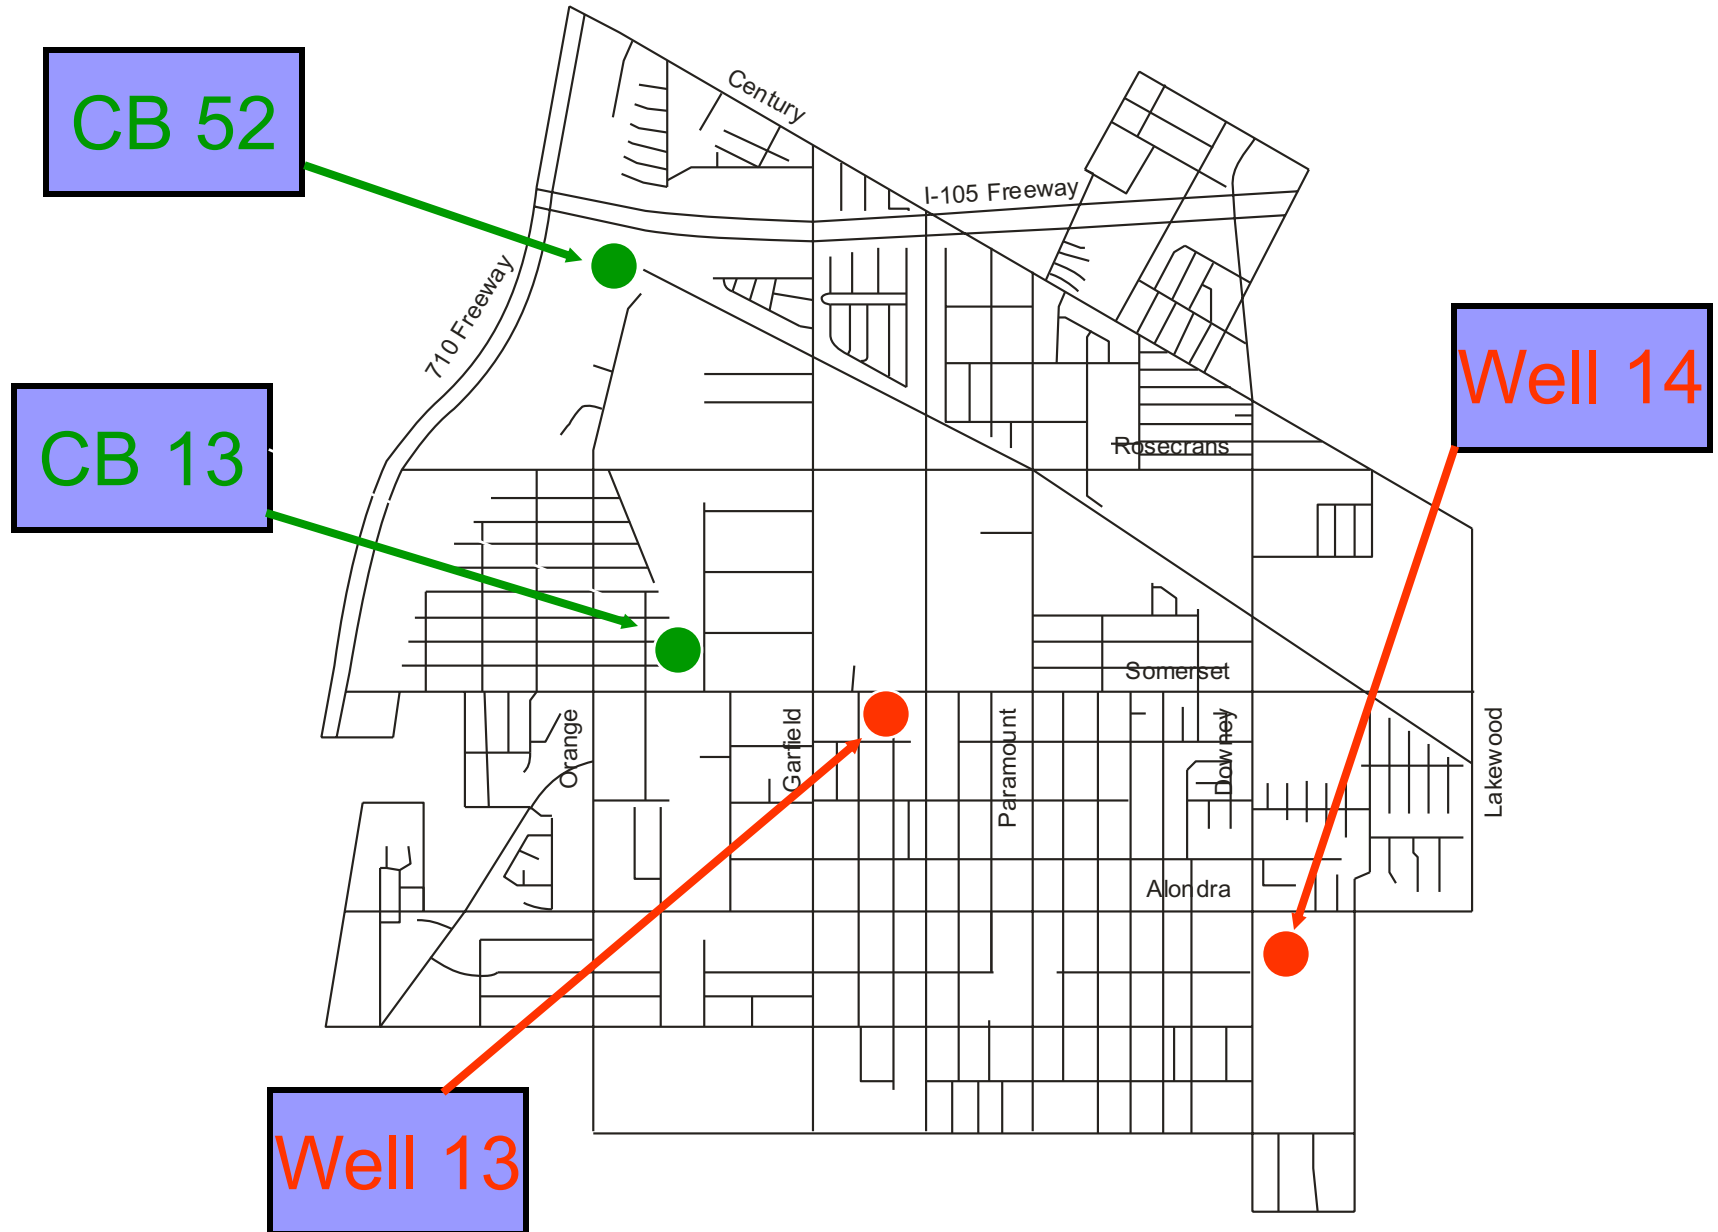 Century
CB 52
I-105 Freeway
710 Freeway
Well 14
CB 13
Rosecrans
Somerset
Orange
Garfield
Paramount
Downey
Lakewood
Alondra
Well 13